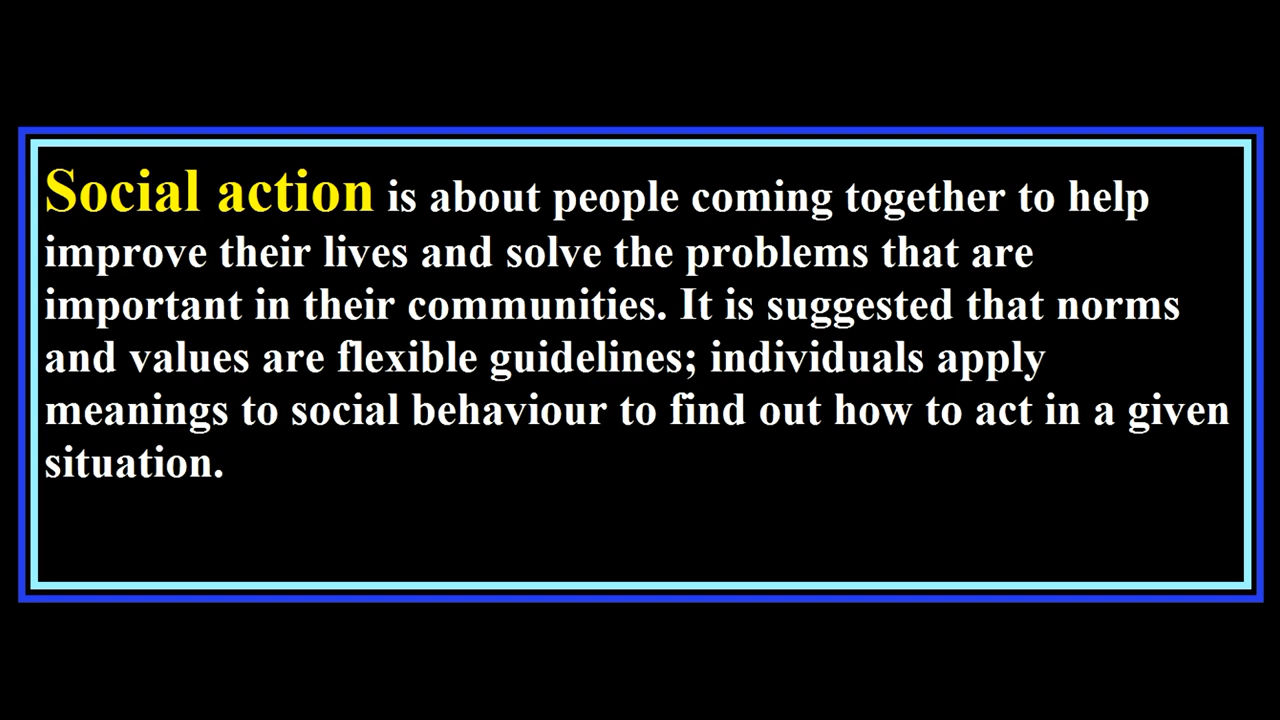 Social action is about people coming together to help
improve their lives and solve the problems that are
important in their communities. It is suggested that norms
and values are flexible guidelines; individuals apply
meanings to social behaviour to find out how to act in a given
situation.